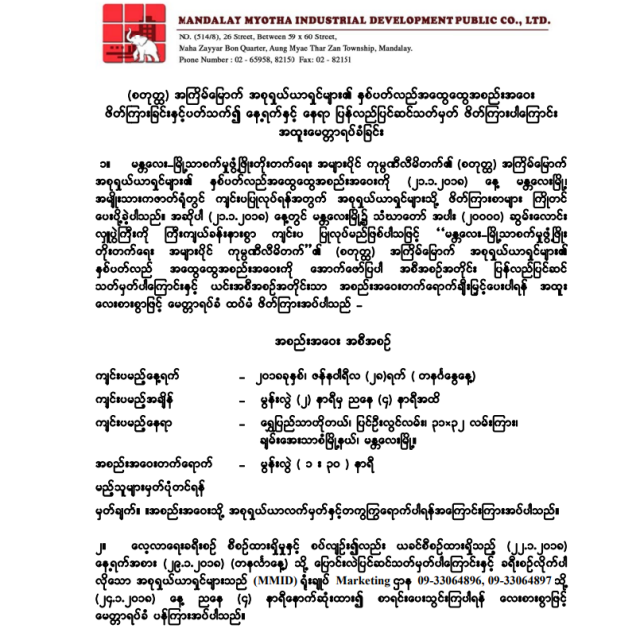 MANDALAY MYOTHA INDUSTRIAL DEVELOPMENT PUBLIC CO., LTD.
NO. (514/8), 26 Street, Between 59 x 60 Street,
Maha Zayyar Bon Quarter, Aung Myae Thar Zan Township, Mandalay.
Phone Number : 02 - 65958, 82150 Fax: 02 - 82151
(စတုတ္ထ) အကြိမ်မြောက် အစုရှယ်ယာရှင်များ၏ နှစ်ပတ်လည်အထွေထွေအစည်းအဝေး
ဖိတ်ကြားခြင်းနှင့်ပတ်သက်၍ နေ့ရက်နှင့် နေရာ ပြန်လည်ပြင်ဆင်သတ်မှတ် ဖိတ်ကြားပါကြောင်း
အထူးမေတ္တာရပ်ခံခြင်း
၁။ မန္တလေး-မြို့သာစက်မှုဖွံ့ဖြိုးတိုးတက်ရေး အများပိုင် ကုမ္ပဏီလီမိတက်၏ (စတုတ္ထ) အကြိမ်မြောက်
အစုရှယ်ယာရှင်များ၏ နှစ်ပတ်လည်အထွေထွေအစည်းအဝေးကို (၂၁.၁.၂၀၁၈) နေ့ မန္တလေးမြို့၊
အမျိုးသားကဇာတ်ရုံတွင် ကျင်းပပြုလုပ်ရန်အတွက် အစုရှယ်ယာရှင်များသို့ ဖိတ်ကြားစာများ ကြိုတင်
ပေးပို့ခဲ့ပါသည်။ အဆိုပါ (၂၁.၁.၂၀၁၈) နေ့တွင် မန္တလေးမြို့၌ သံဃာတော် အပါး (၂၀၀၀၀) ဆွမ်းလောင်း
လှူပွဲကြီးကို ကြီးကျယ်ခမ်းနားစွာ ကျင်းပ ပြုလုပ်မည်ဖြစ်ပါသဖြင့် ‘‘မန္တလေး-မြို့သာစက်မှုဖွံ့ဖြိုး
တိုးတက်ရေး အများပိုင် ကုမ္ပဏီလီမိတက်’’၏ (စတုတ္ထ) အကြိမ်မြောက် အစုရှယ်ယာရှင်များ၏
နှစ်ပတ်လည် အထွေထွေအစည်းအဝေးကို အောက်ဖော်ပြပါ အစီအစဉ်အတိုင်း ပြန်လည်ပြင်ဆင်
သတ်မှတ်ပါကြောင်းနှင့် ယင်းအစီအစဉ်အတိုင်းသာ အစည်းအဝေးတက်ရောက်ချီးမြှင့်ပေးပါရန် အထူး
လေးစားစွာဖြင့် မေတ္တာရပ်ခံ ထပ်မံ ဖိတ်ကြားအပ်ပါသည် –
အစည်းအဝေး အစီအစဉ်
ကျင်းပမည့်နေ့ရက် – ၂၀၁၈ခုနှစ်၊ ဇန်နဝါရီလ (၂၈)ရက် ( တနင်္ဂနွေနေ့)
ကျင်းပမည့်အချိန် – မွန်းလွဲ (၂) နာရီမှ ညနေ (၄) နာရီအထိ
ကျင်းပမည့်နေရာ – ရွှေပြည်သာဟိုတယ်၊ ပြင်ဦးလွင်လမ်း၊ ၃၁×၃၂ လမ်းကြား၊
ချမ်းအေးသာစံမြို့နယ်၊ မန္တလေးမြို့။
အစည်းအဝေးတက်ရောက် – မွန်းလွဲ ( ၁ : ၃၀ ) နာရီ
မည့်သူများမှတ်ပုံတင်ရန်
မှတ်ချက်။ ။အစည်းအဝေးသို့ အစုရှယ်ယာလက်မှတ်နှင့်တကွကြွရောက်ပါရန်အကြောင်းကြားအပ်ပါသည်။
၂။ လေ့လာရေးခရီးစဉ် စီစဉ်ထားရှိမှုနှင့် စပ်လျဉ်း၍လည်း ယခင်စီစဉ်ထားရှိသည့် (၂၂.၁.၂၀၁၈)
နေ့ရက်အစား (၂၉.၁.၂၀၁၈) (တနင်္လာနေ့) သို့ ပြောင်းလဲပြင်ဆင်သတ်မှတ်ပါကြောင်းနှင့် ခရီးစဉ်လိုက်ပါ
လိုသော အစုရှယ်ယာရှင်များသည် (MMID) ရုံးချုပ် Marketing ဌာန 09-33064896, 09-33064897 သို့
(၂၄.၁.၂၀၁၈) နေ့ ညနေ (၄) နာရီနောက်ဆုံးထား၍ စာရင်းပေးသွင်းကြပါရန် လေးစားစွာဖြင့်
မေတ္တာရပ်ခံ ပန်ကြားအပ်ပါသည်။